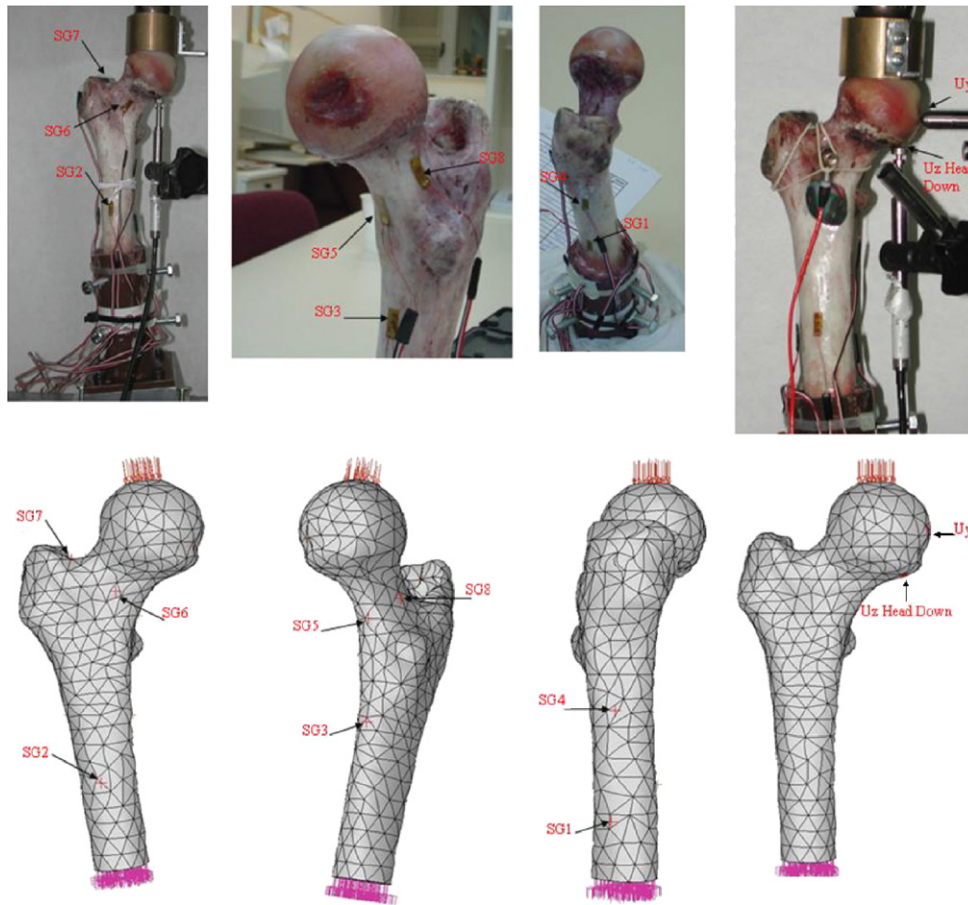 SG7
SG6
SG2
SG8
SG5
SG3
SG4
SG1
Uy
Uz Head
Down
SG7
SG6
SG2
SG8
SG5
SG3
SG4
SG1
Uy
Uz Head Down